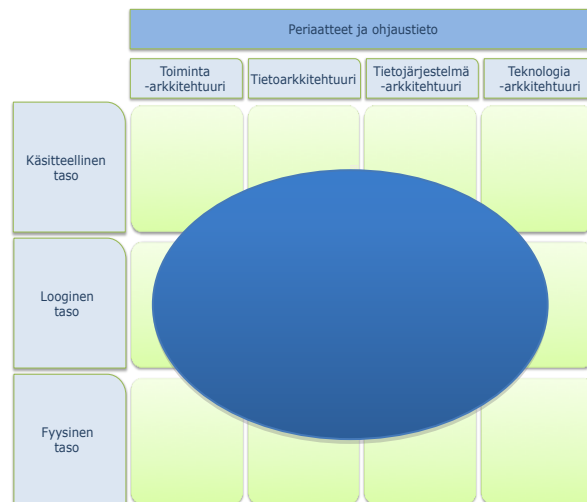 Periaatteet ja ohjaustieto
Toiminta
-arkkitehtuuri
Tietoarkkitehtuuri
Tietojärjestelmä
-arkkitehtuuri
Teknologia
-arkkitehtuuri
Käsitteellinen
taso
Looginen
taso
Fyysinen
taso